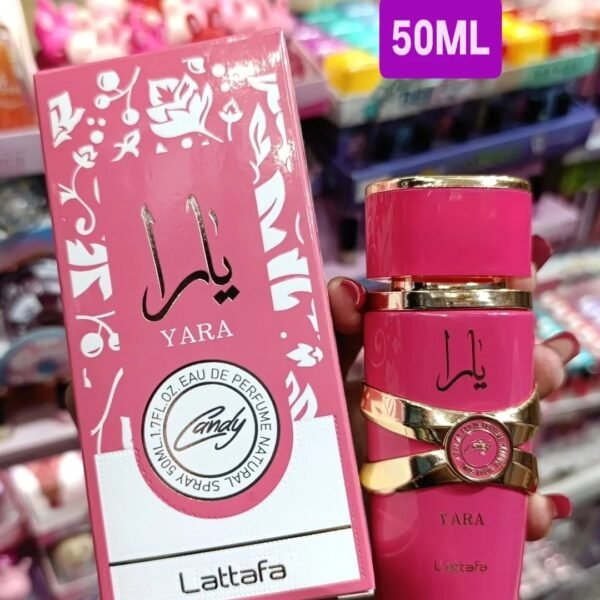 50ML
يارا
YARA
50ML.1.7FL.OZ.EAU DE PERFUME NATURAL SPRAY
Candy
Lattafa
يارا
YARA
Lattafa